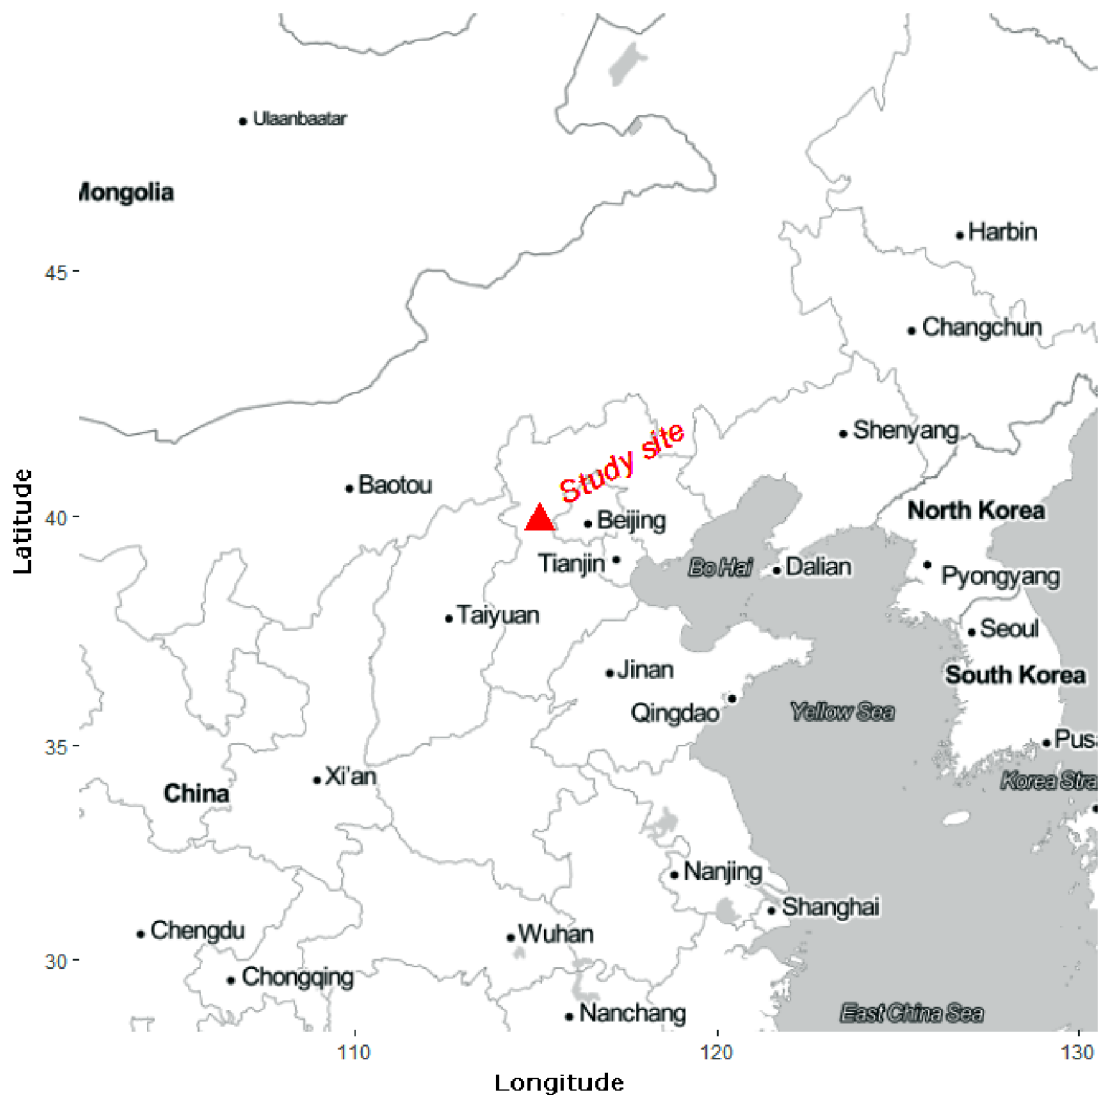 Ulaanbaatar
Mongolia
Harbin
45
Changchun
Study site
Shenyang
Baotou
Latitude
North Korea
40
Beijing
Tianjin
Bo Hai
Dalian
Pyongyang
Taiyuan
Seoul
Jinan
South Korea
Qingdao
Yellow Sea
35
Pusa
Xi'an
Korea Stra
China
Nanjing
Shanghai
Chengdu
Wuhan
30
Chongqing
Nanchang
East China Sea
110
120
130
Longitude